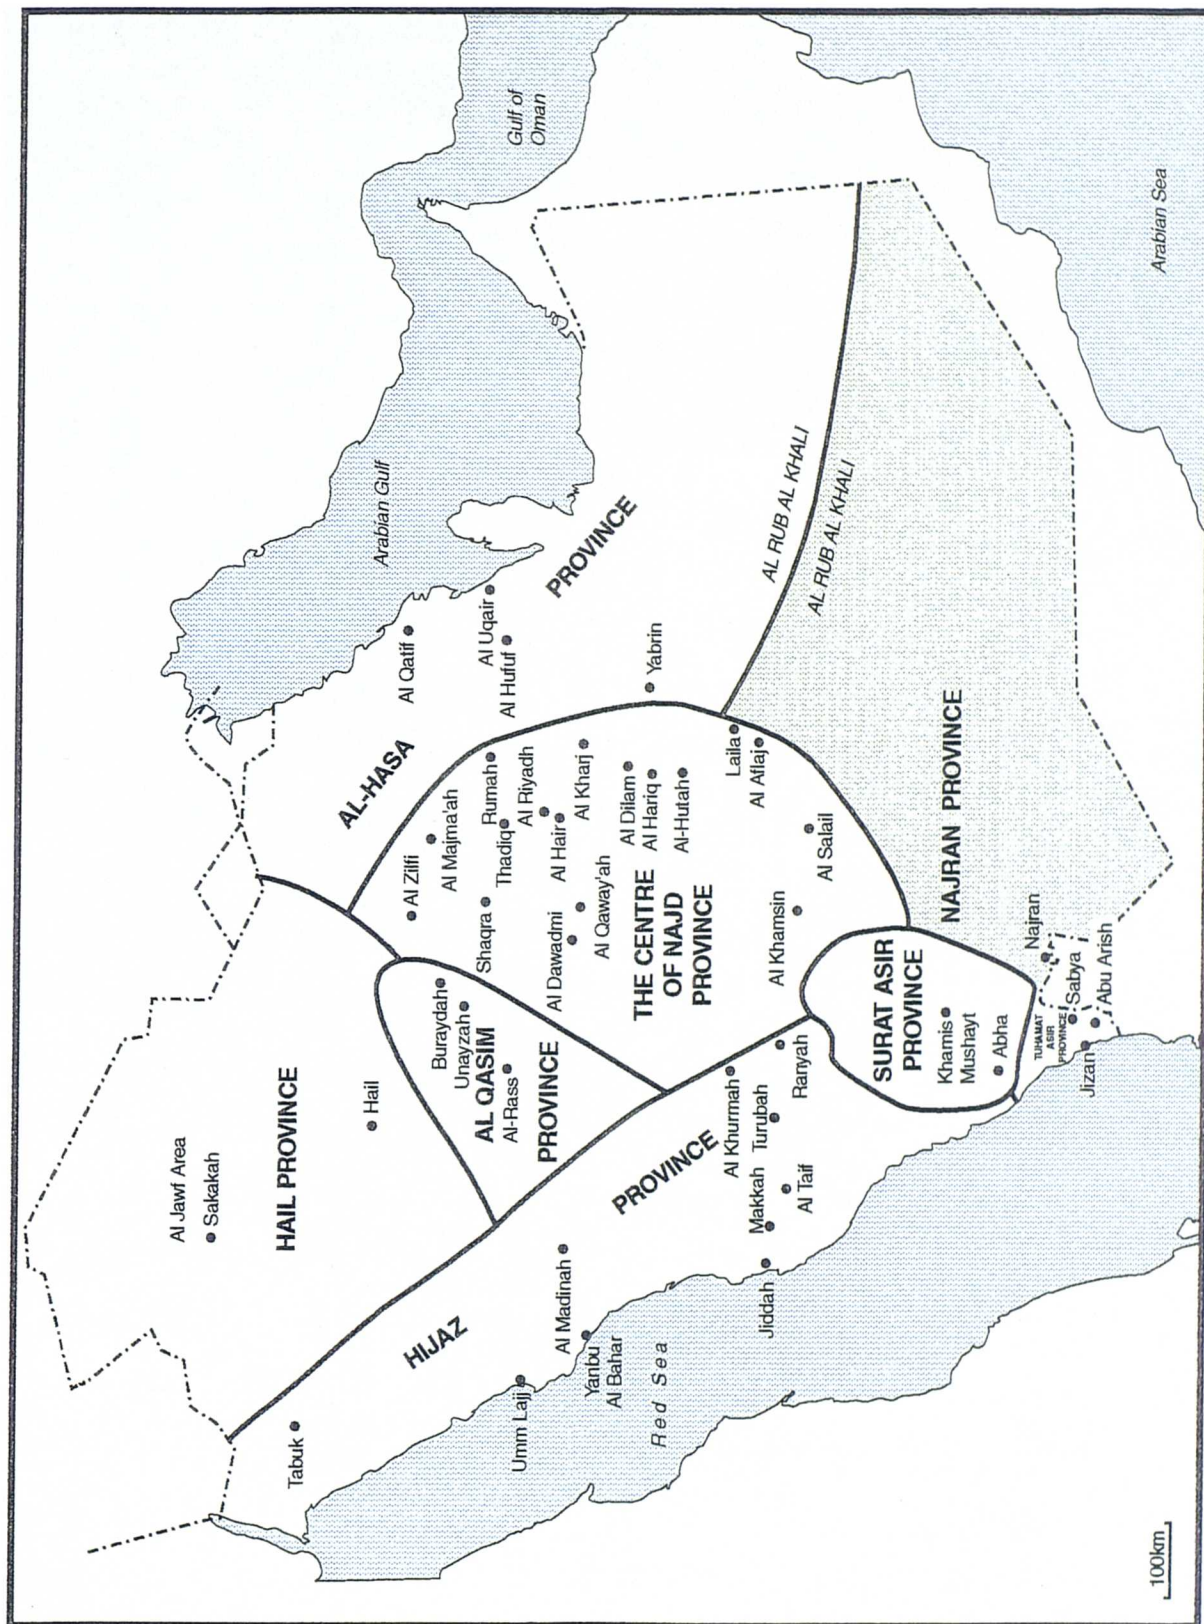 Gulf of
Oman
Arabian Sea
Arabian Gulf
AL RUB AL KHALI
AL RUB AL KHALI
AL-HASA
PROVINCE
Al Qatif
Al Uqair
Al Hufuf
Yabrin
HAIL PROVINCE
Al Jawf Area
Sakakah
Hail
AL QASIM
PROVINCE
Buraydah
Unayzah
Al-Rass
THE CENTRE
OF NAJD
PROVINCE
Al Zilfi
Al Majma'ah
Rumah
Thadiq
Al Riyadh
Shaqra
Al Hair
Al Kharj
Al Dawadmi
Al Qaway'ah
Al Dilam
Al Hariq
Al-Hutah
Laila
Al Aflaj
Al Salail
Al Khamsin
NAJRAN PROVINCE
Najran
SURAT ASIR
PROVINCE
Khamis
Mushayt
Abha
TUHAMAT
ASIR
PROVINCE
Sabya
Abu Arish
Jizan
HIJAZ
PROVINCE
Tabuk
Umm Lajj
Yanbu
Al Bahar
Al Madinah
Jiddah
Makkah
Al Taif
Turubah
Al Khurmah
Ranyah
Red Sea
100km